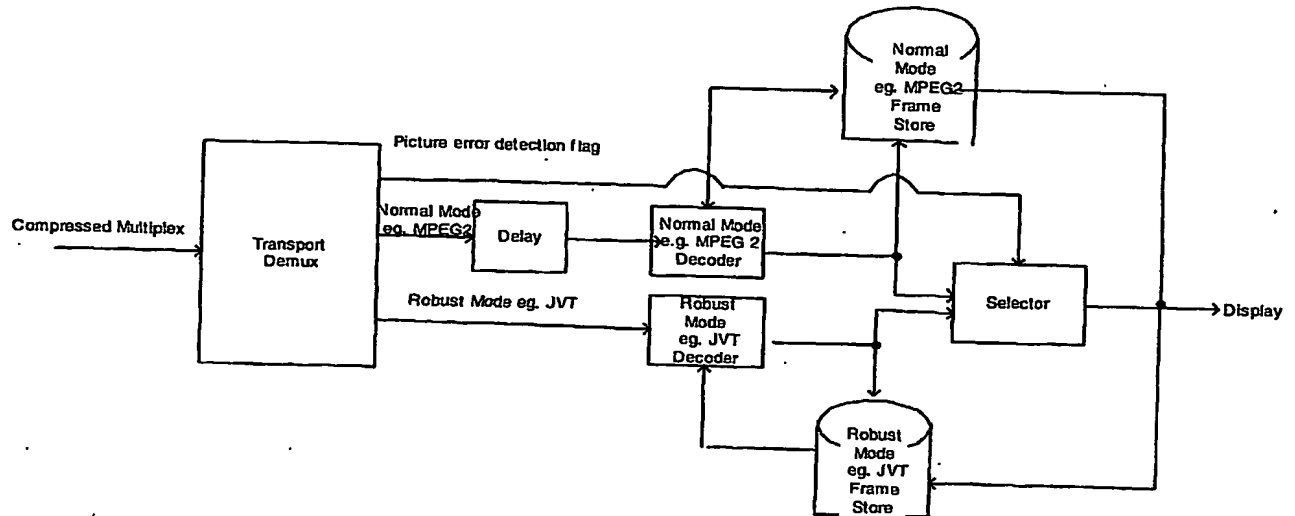 Normal
Mode
eg. MPEG2
Frame
Store
Picture error detection flag
Compressed Multiplex
Transport
Demux
Normal Mode
eg. MPEG2
Delay
Normal Mode
e.g. MPEG 2
Decoder
Selector
Display
Robust Mode eg. JVT
Robust
Mode
eg. JVT
Decoder
Robust
Mode
eg. JVT
Frame
Store